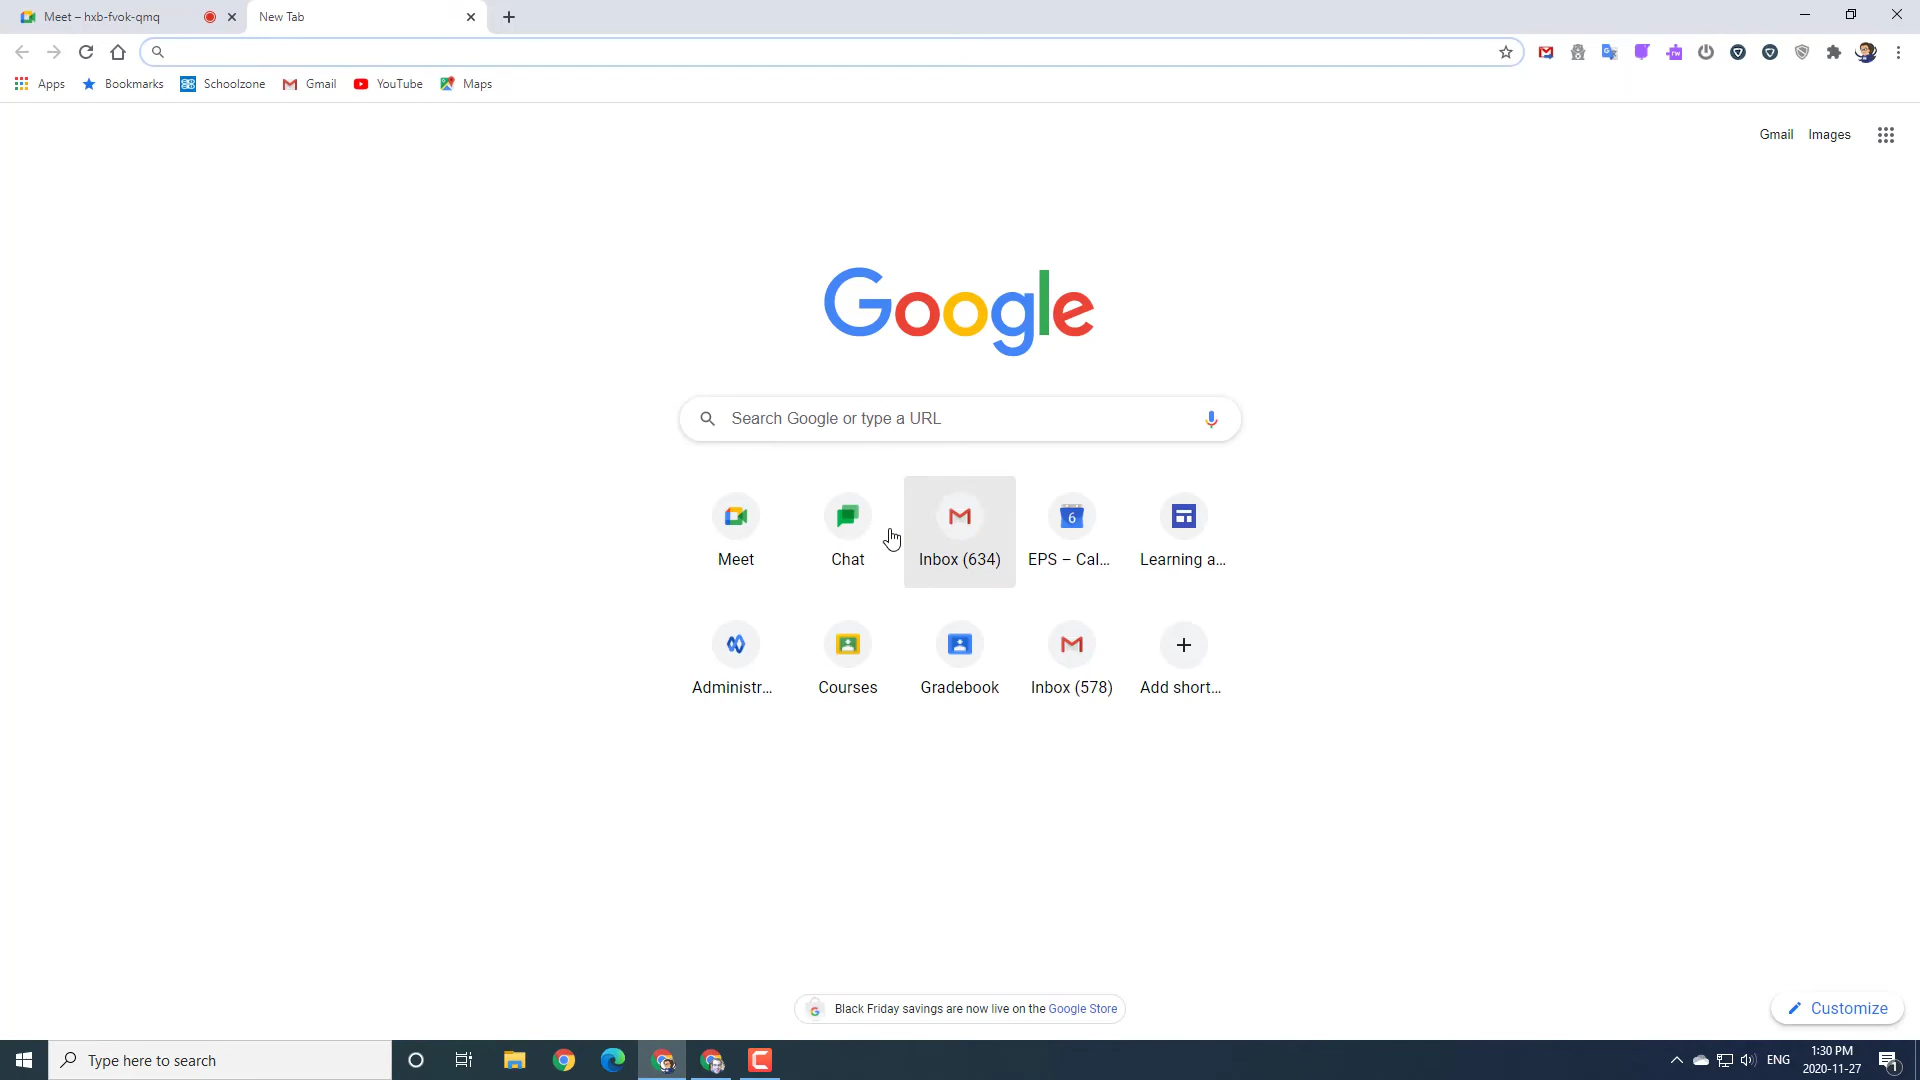 Meet – hxb-fvok-qmq
New Tab
Apps Bookmarks Schoolzone Gmail YouTube Maps
Gmail Images
Google
Search Google or type a URL
Meet Chat Inbox (634) EPS – Cal... Learning a...
6
Administr... Courses Gradebook Inbox (578) Add short...
Black Friday savings are now live on the Google Store
Customize
Type here to search
ENG
1:30 PM
2020-11-27
1